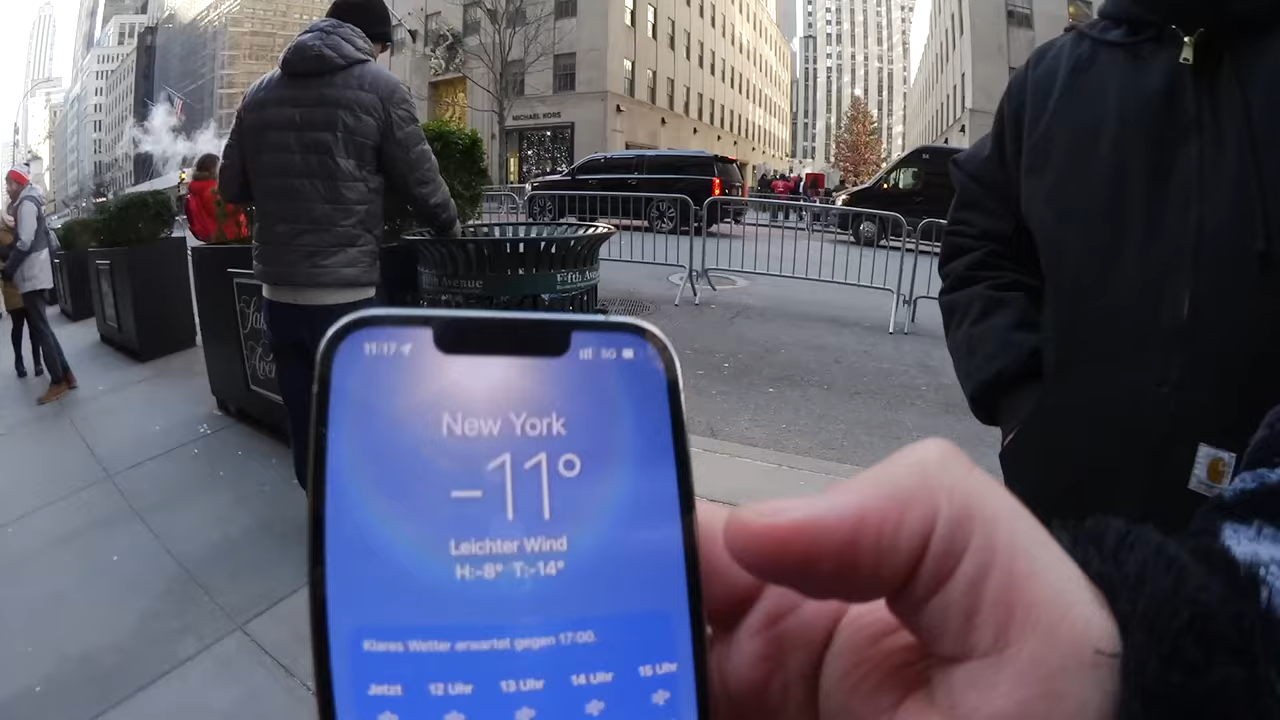 MICHAEL KORS
Avenue
Fifth Ave
11:17
5G
New York
-11°
Leichter Wind
H:-8° T:-14°
Klares Wetter erwartet gegen 17:00.
Jetzt 12 Uhr 13 Uhr 14 Uhr 15 Uhr